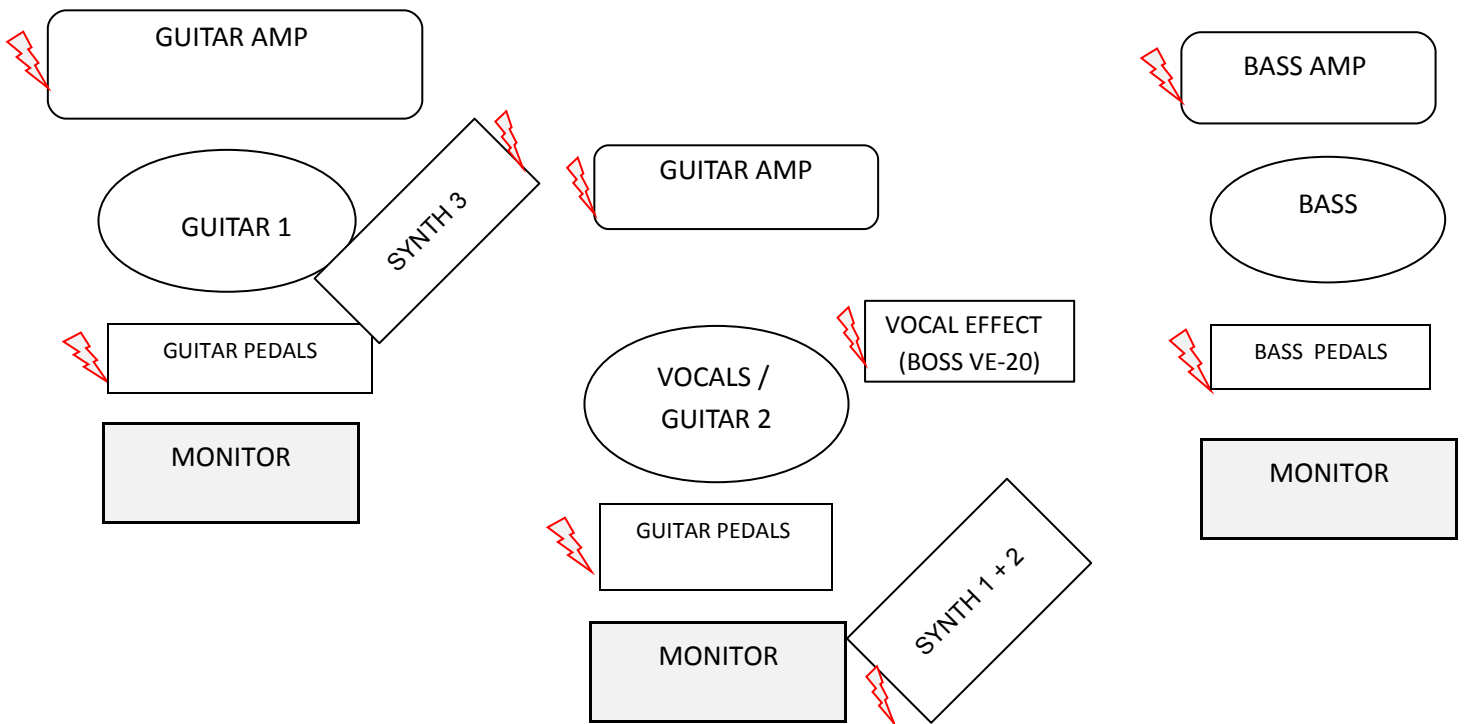 GUITAR AMP
BASS AMP
GUITAR AMP
SYNTH 3
GUITAR 1
BASS
VOCAL EFFECT
(BOSS VE-20)
GUITAR PEDALS
BASS  PEDALS
VOCALS /
GUITAR 2
MONITOR
MONITOR
GUITAR PEDALS
SYNTH 1 + 2
MONITOR